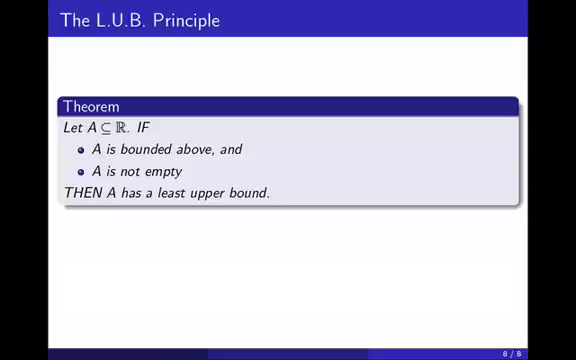 The L.U.B. Principle
Theorem
Let A ⊆ ℝ. IF
A is bounded above, and
A is not empty
THEN A has a least upper bound.
8 / 8